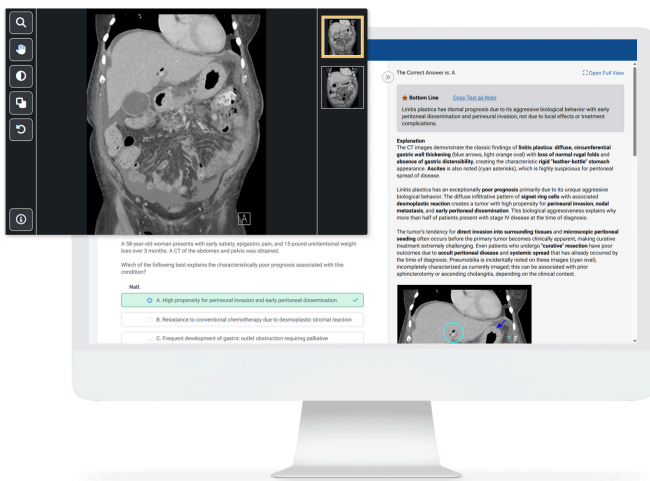 A
The Correct Answer is: A
Open Full View
Bottom Line
Copy Text as Note
Linitis plastica has dismal prognosis due to its aggressive biological behavior with early
peritoneal dissemination and perineural invasion, not due to local effects or treatment
complications.
Explanation
The CT images demonstrate the classic findings of linitis plastica: diffuse, circumferential
gastric wall thickening (blue arrows, light orange oval) with loss of normal rugal folds and
absence of gastric distensibility, creating the characteristic rigid "leather-bottle" stomach
appearance. Ascites is also noted (cyan asterisks), which is highly suspicious for peritoneal
spread of disease.
Linitis plastica has an exceptionally poor prognosis primarily due to its unique aggressive
biological behavior. The diffuse infiltrative pattern of signet ring cells with associated
desmoplastic reaction creates a tumor with high propensity for perineural invasion, nodal
metastasis, and early peritoneal dissemination. This biological aggressiveness explains why
more than half of patients present with stage IV disease at the time of diagnosis.
The tumor's tendency for direct invasion into surrounding tissues and microscopic peritoneal
seeding often occurs before the primary tumor becomes clinically apparent, making curative
treatment extremely challenging. Even patients who undergo "curative" resection have poor
outcomes due to occult peritoneal disease and systemic spread that has already occurred by
the time of diagnosis. Pneumobilia is incidentally noted on these images (cyan oval),
incompletely characterized as currently imaged; this can be associated with prior
sphincterotomy or ascending cholangitis, depending on the clinical context.
A 58-year-old woman presents with early satiety, epigastric pain, and 15-pound unintentional weight
loss over 3 months. A CT of the abdomen and pelvis was obtained.
Which of the following best explains the characteristically poor prognosis associated with this
condition?
Natl.
A. High propensity for perineural invasion and early peritoneal dissemination
B. Resistance to conventional chemotherapy due to desmoplastic stromal reaction
C. Frequent development of gastric outlet obstruction requiring palliative